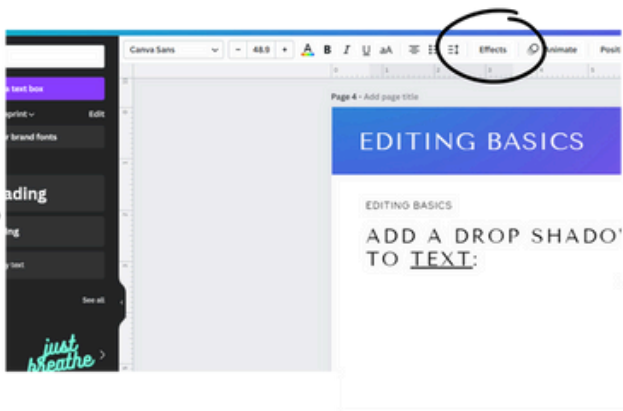 Canva Sans
- 48.9 +
A B I U aA
Effects
Animate
Posit
a text box
print
Edit
brand fonts
ading
ng
y text
See all
just
breathe
Page 4 - Add page title
EDITING BASICS
EDITING BASICS
ADD A DROP SHADO
TO TEXT: